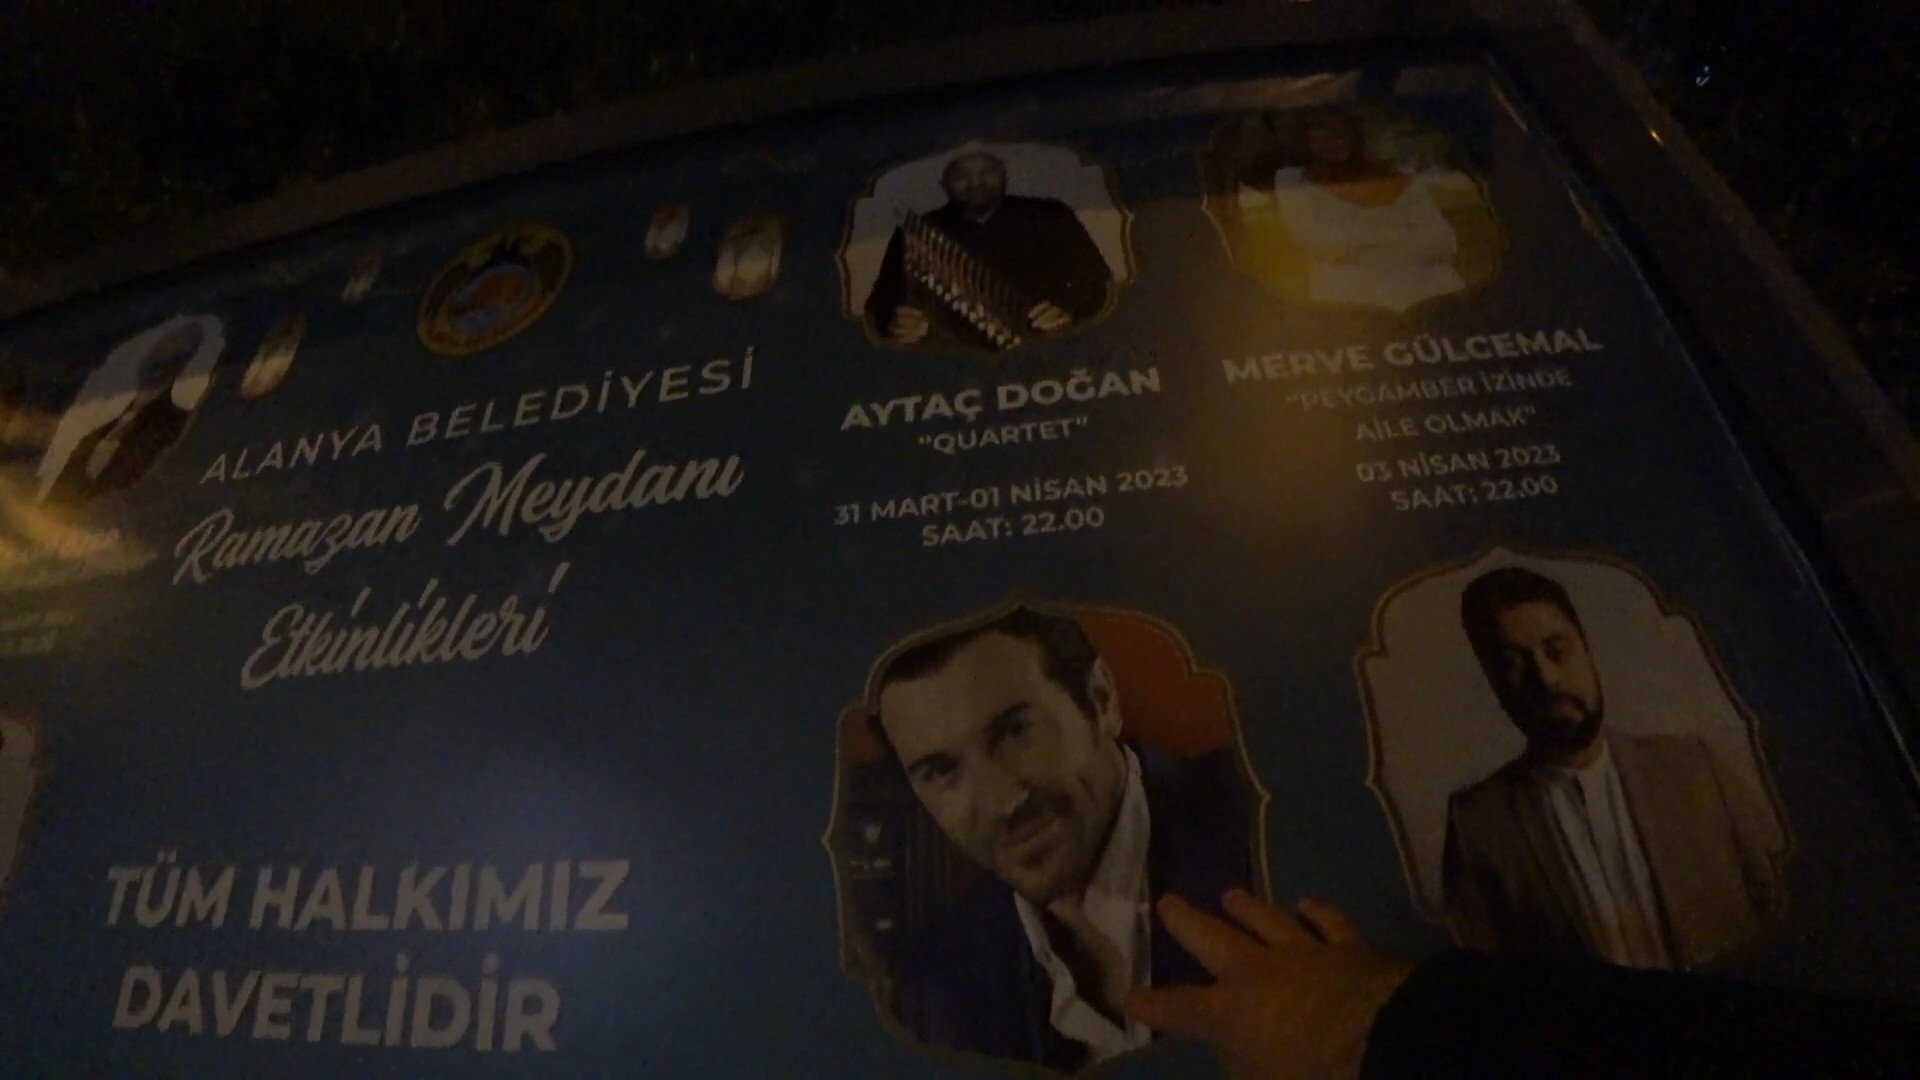 ALANYA BELEDİYESİ
Ramazan Meydanı
Etkinlikleri
TÜM HALKIMIZ
DAVETLİDİR
AYTAÇ DOĞAN
"QUARTET"
31 MART-01 NİSAN 2023
SAAT: 22.00
MERVE GÜLCEMAL
"PEYGAMBER İZİNDE
AİLE OLMAK"
03 NİSAN 2023
SAAT: 22.00